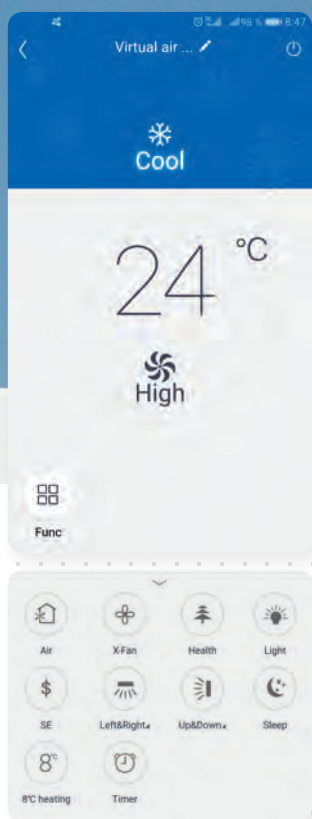 98 % 8:47
Virtual air ...
Cool
24 °C
High
Func
Air X-Fan Health Light
$
SE Left&Right Up&Down Sleep
8°C
8°C heating Timer